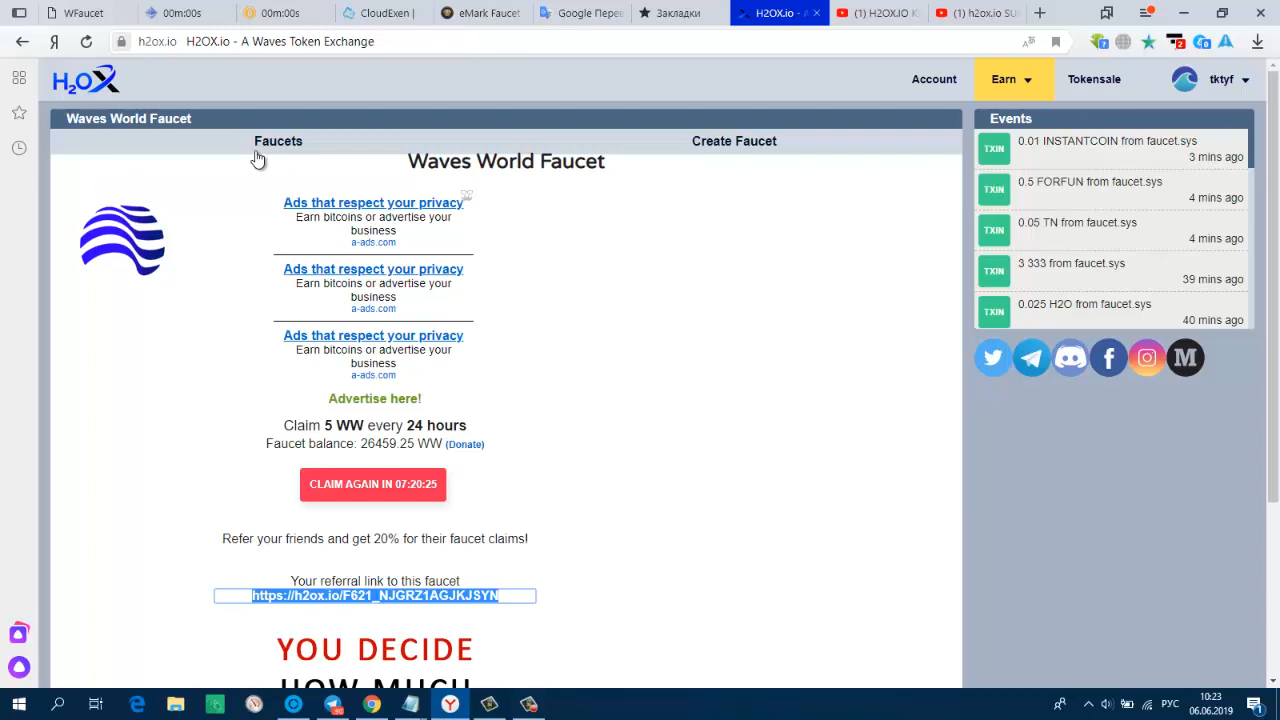 WFaucet
00m:00s
00m:00s
CloudExen |
eMark Faucet
Google Пере
Закладки
H2OX.io -
(1) H2OX.IO K
(1) h2ox.io SU
h2ox.io H2OX.io - A Waves Token Exchange
7
2
0
H2OX
Account
Earn
Tokensale
tktyf
Waves World Faucet
Faucets
Create Faucet
Waves World Faucet
Ads that respect your privacy
Earn bitcoins or advertise your
business
a-ads.com
Ads that respect your privacy
Earn bitcoins or advertise your
business
a-ads.com
Ads that respect your privacy
Earn bitcoins or advertise your
business
a-ads.com
Advertise here!
Claim 5 WW every 24 hours
Faucet balance: 26459.25 WW (Donate)
CLAIM AGAIN IN 07:20:25
Refer your friends and get 20% for their faucet claims!
Your referral link to this faucet
https://h2ox.io/F621_NJGRZ1AGJKJSYN
YOU DECIDE
HOW MUCH
Events
TXIN 0.01 INSTANTCOIN from faucet.sys
3 mins ago
TXIN 0.5 FORFUN from faucet.sys
4 mins ago
TXIN 0.05 TN from faucet.sys
4 mins ago
TXIN 3 333 from faucet.sys
39 mins ago
TXIN 0.025 H2O from faucet.sys
40 mins ago
РУС
10:23
06.06.2019